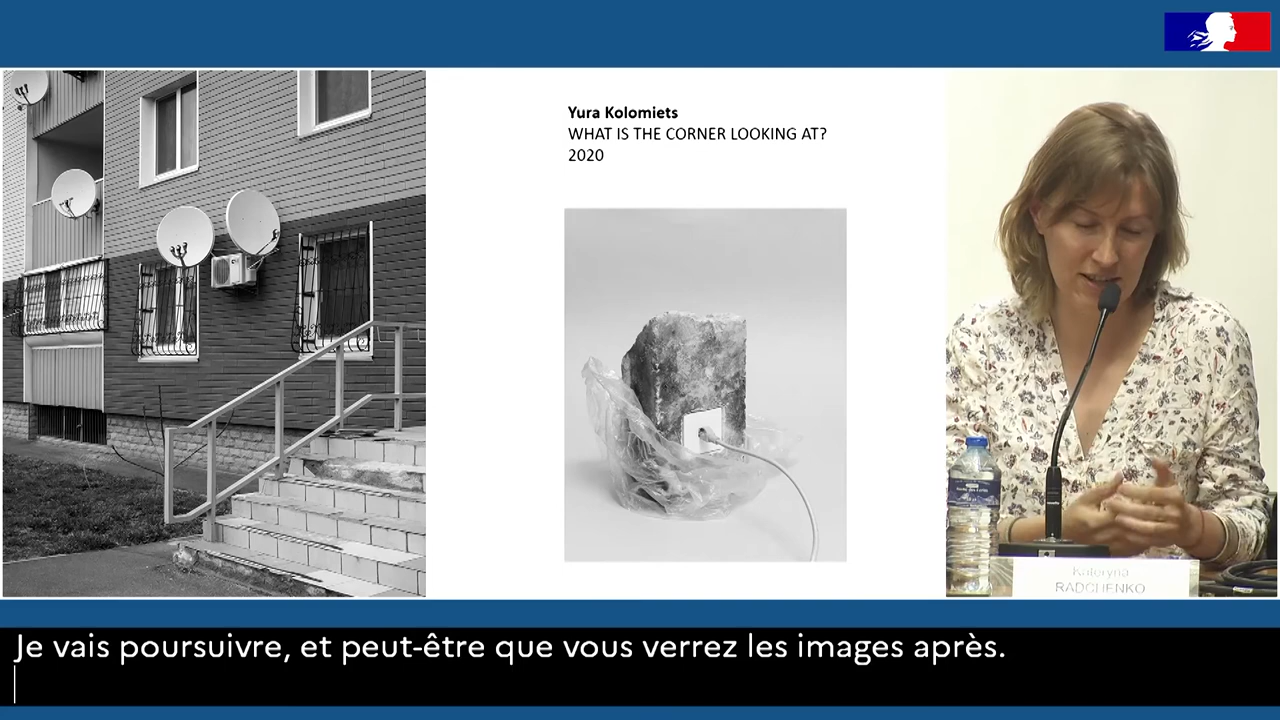 Yura Kolomiets
WHAT IS THE CORNER LOOKING AT?
2020
Kateryna
RADCHENKO
Je vais poursuivre, et peut-être que vous verrez les images après.